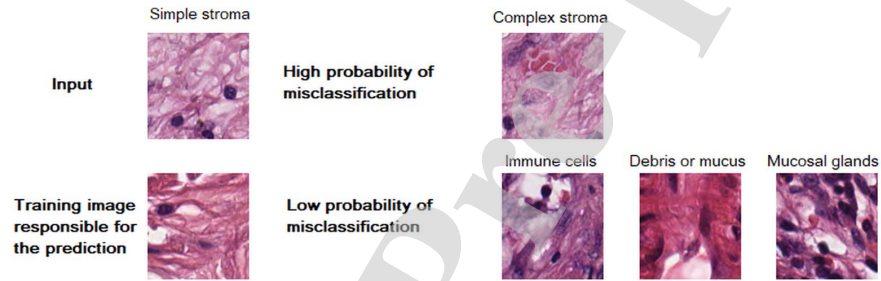 Simple stroma
Complex stroma
Input
High probability of
misclassification
Immune cells
Debris or mucus
Mucosal glands
Training image
responsible for
the prediction
Low probability of
misclassification